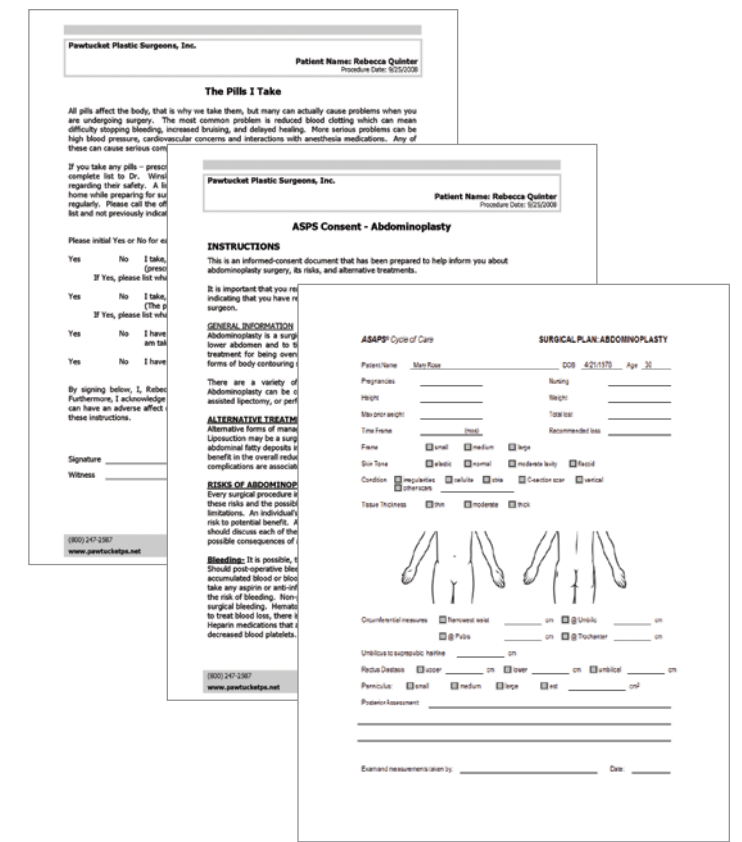 Pawtucket Plastic Surgeons, Inc.
Patient Name: Rebecca Quinter
Procedure Date: 9/25/2008
The Pills I Take
All pills affect the body, that is why we take them, but many can actually cause problems when you
are undergoing surgery. The most common problem is reduced blood clotting which can mean
difficulty stopping bleeding, increased bruising, and delayed healing. More serious problems can be
high blood pressure, cardiovascular concerns and interactions with anesthesia medications. Any of
these can cause serious com
If you take any pills – prescr
complete list to Dr. Winsl
regarding their safety. A li
home while preparing for su
regularly. Please call the off
list and not previously indicat
Please initial Yes or No for ea
Yes No I take,
(presc
If Yes, please list wha
Yes No I take,
(The p
If Yes, please list wha
Yes No I have
am tak
Yes No I have
By signing below, I, Rebec
Furthermore, I acknowledge
can have an adverse affect
these instructions.
Signature
Witness
(800) 247-2587
www.pawtucketps.net
Pawtucket Plastic Surgeons, Inc.
Patient Name: Rebecca Quinter
Procedure Date: 9/25/2008
ASPS Consent - Abdominoplasty
INSTRUCTIONS
This is an informed-consent document that has been prepared to help inform you about
abdominoplasty surgery, its risks, and alternative treatments.
It is important that you re
indicating that you have re
surgeon.
GENERAL INFORMATION
Abdominoplasty is a surgi
lower abdomen and to ti
treatment for being over
forms of body contouring
There are a variety of
Abdominoplasty can be c
assisted lipectomy, or perf
ALTERNATIVE TREATM
Alternative forms of mana
Liposuction may be a surg
abdominal fatty deposits i
benefit in the overall redu
complications are associat
RISKS OF ABDOMINOP
Every surgical procedure i
these risks and the possibl
limitations. An individual's
risk to potential benefit. A
should discuss each of the
possible consequences of
Bleeding- It is possible, t
Should post-operative blee
accumulated blood or bloo
take any aspirin or anti-inf
the risk of bleeding. Non-
surgical bleeding. Hemato
to treat blood loss, there i
Heparin medications that
decreased blood platelets.
(800) 247-2587
www.pawtucketps.net
ASAPS® Cycle of Care SURGICAL PLAN: ABDOMINOPLASTY
Patient Name Mary Rose DOB 4/21/1970 Age 30
Pregnancies Nursing
Height Weight
Max prior weight Total lost
Time Frame (mos) Recommended loss
Frame small medium large
Skin Tone elastic normal moderate laxity flaccid
Condition irregularities cellulite stria C-section scar vertical
other scars
Tissue Thickness thin moderate thick
Circumferential measures Narrowest waist cm @ Umbilic cm
@ Pubis cm @ Trochanter cm
Umbilicus to suprapubic hairline cm
Rectus Diastasis upper cm lower cm umbilical cm
Panniculus: small medium large est cm²
Posterior Assessment
Exam and measurements taken by: Date: